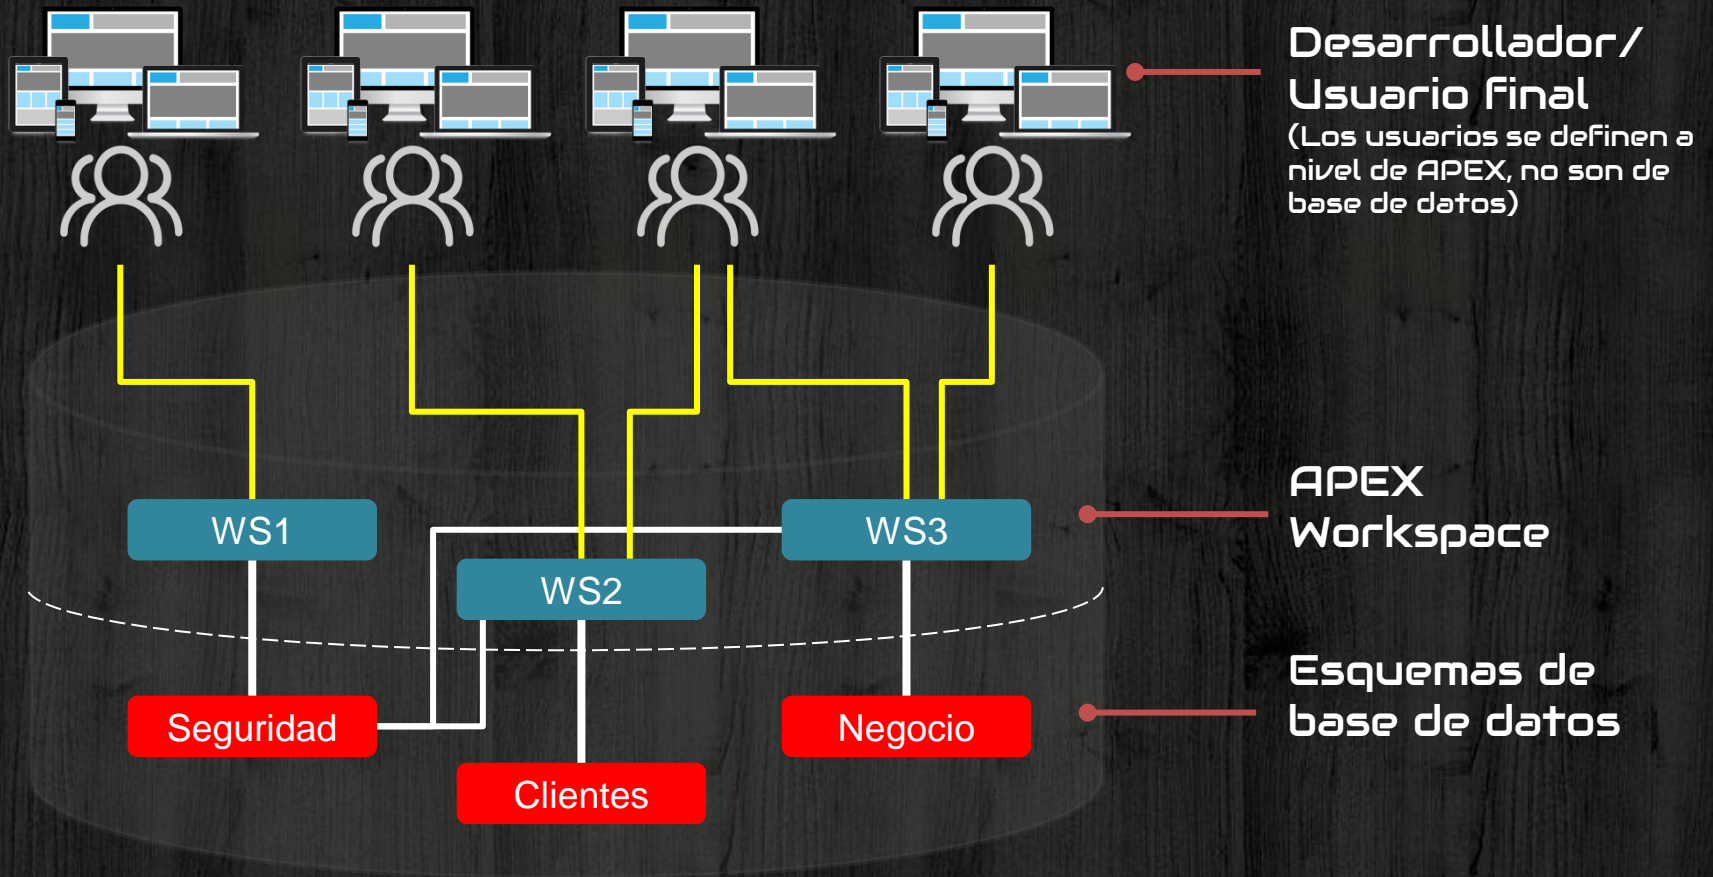 Desarrollador/
Usuario final
(Los usuarios se definen a
nivel de APEX, no son de
base de datos)
WS1
WS3
WS2
APEX
Workspace
Seguridad
Negocio
Clientes
Esquemas de
base de datos